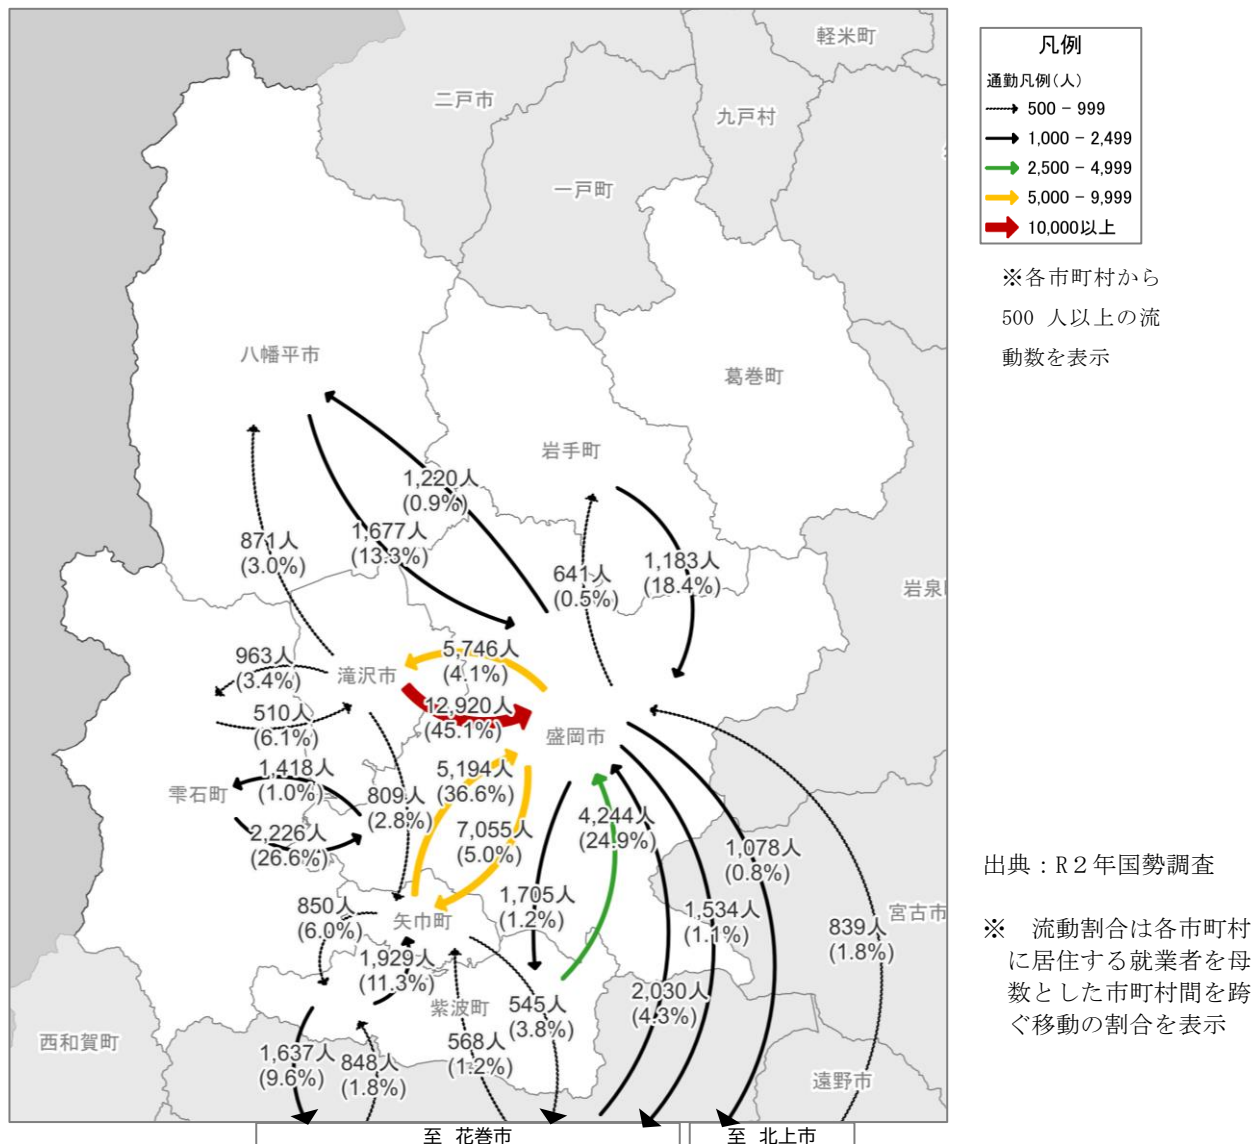 軽米町
二戸市
九戸村
一戸町
八幡平市
葛巻町
岩手町
1,220人
(0.9%)
1,677人
(13.3%)
871人
(3.0%)
641人
(0.5%)
1,183人
(18.4%)
岩泉
963人
(3.4%)
滝沢市
5,746人
(4.1%)
510人
(6.1%)
12,920人
(45.1%)
盛岡市
1,418人
(1.0%)
雫石町
2,226人
(26.6%)
809人
(2.8%)
5,194人
(36.6%)
7,055人
(5.0%)
4,244人
(24.9%)
1,078人
(0.8%)
850人
(6.0%)
矢巾町
1,705人
(1.2%)
1,534人
(1.1%)
839人
(1.8%)
宮古市
1,929人
(11.3%)
紫波町
545人
(3.8%)
2,030人
(4.3%)
568人
(1.2%)
西和賀町
1,637人
(9.6%)
848人
(1.8%)
遠野市
至 花巻市
至 北上市
凡例
通勤凡例(人)
500 - 999
1,000 - 2,499
2,500 - 4,999
5,000 - 9,999
10,000以上
※各市町村から
500 人以上の流
動数を表示
出典：R２年国勢調査
※ 流動割合は各市町村
に居住する就業者を母
数とした市町村間を跨
ぐ移動の割合を表示